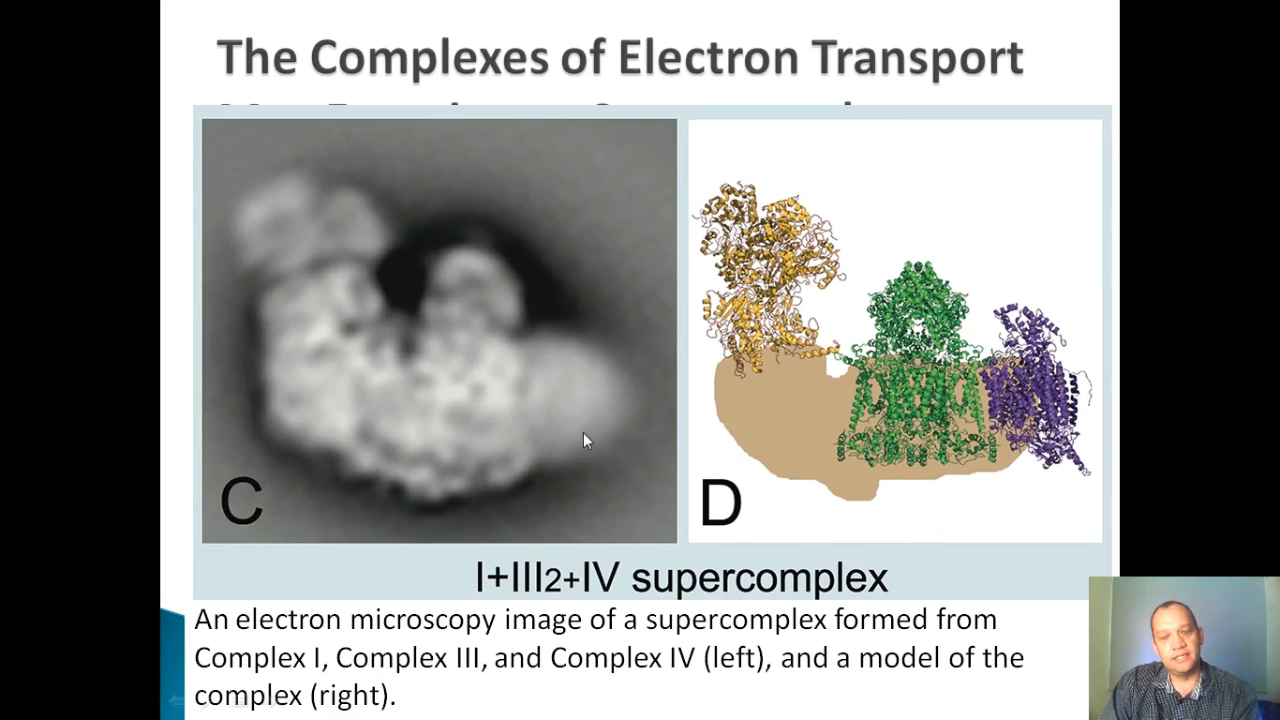 The Complexes of Electron Transport
C
D
I+III2+IV supercomplex
An electron microscopy image of a supercomplex formed from
Complex I, Complex III, and Complex IV (left), and a model of the
complex (right).